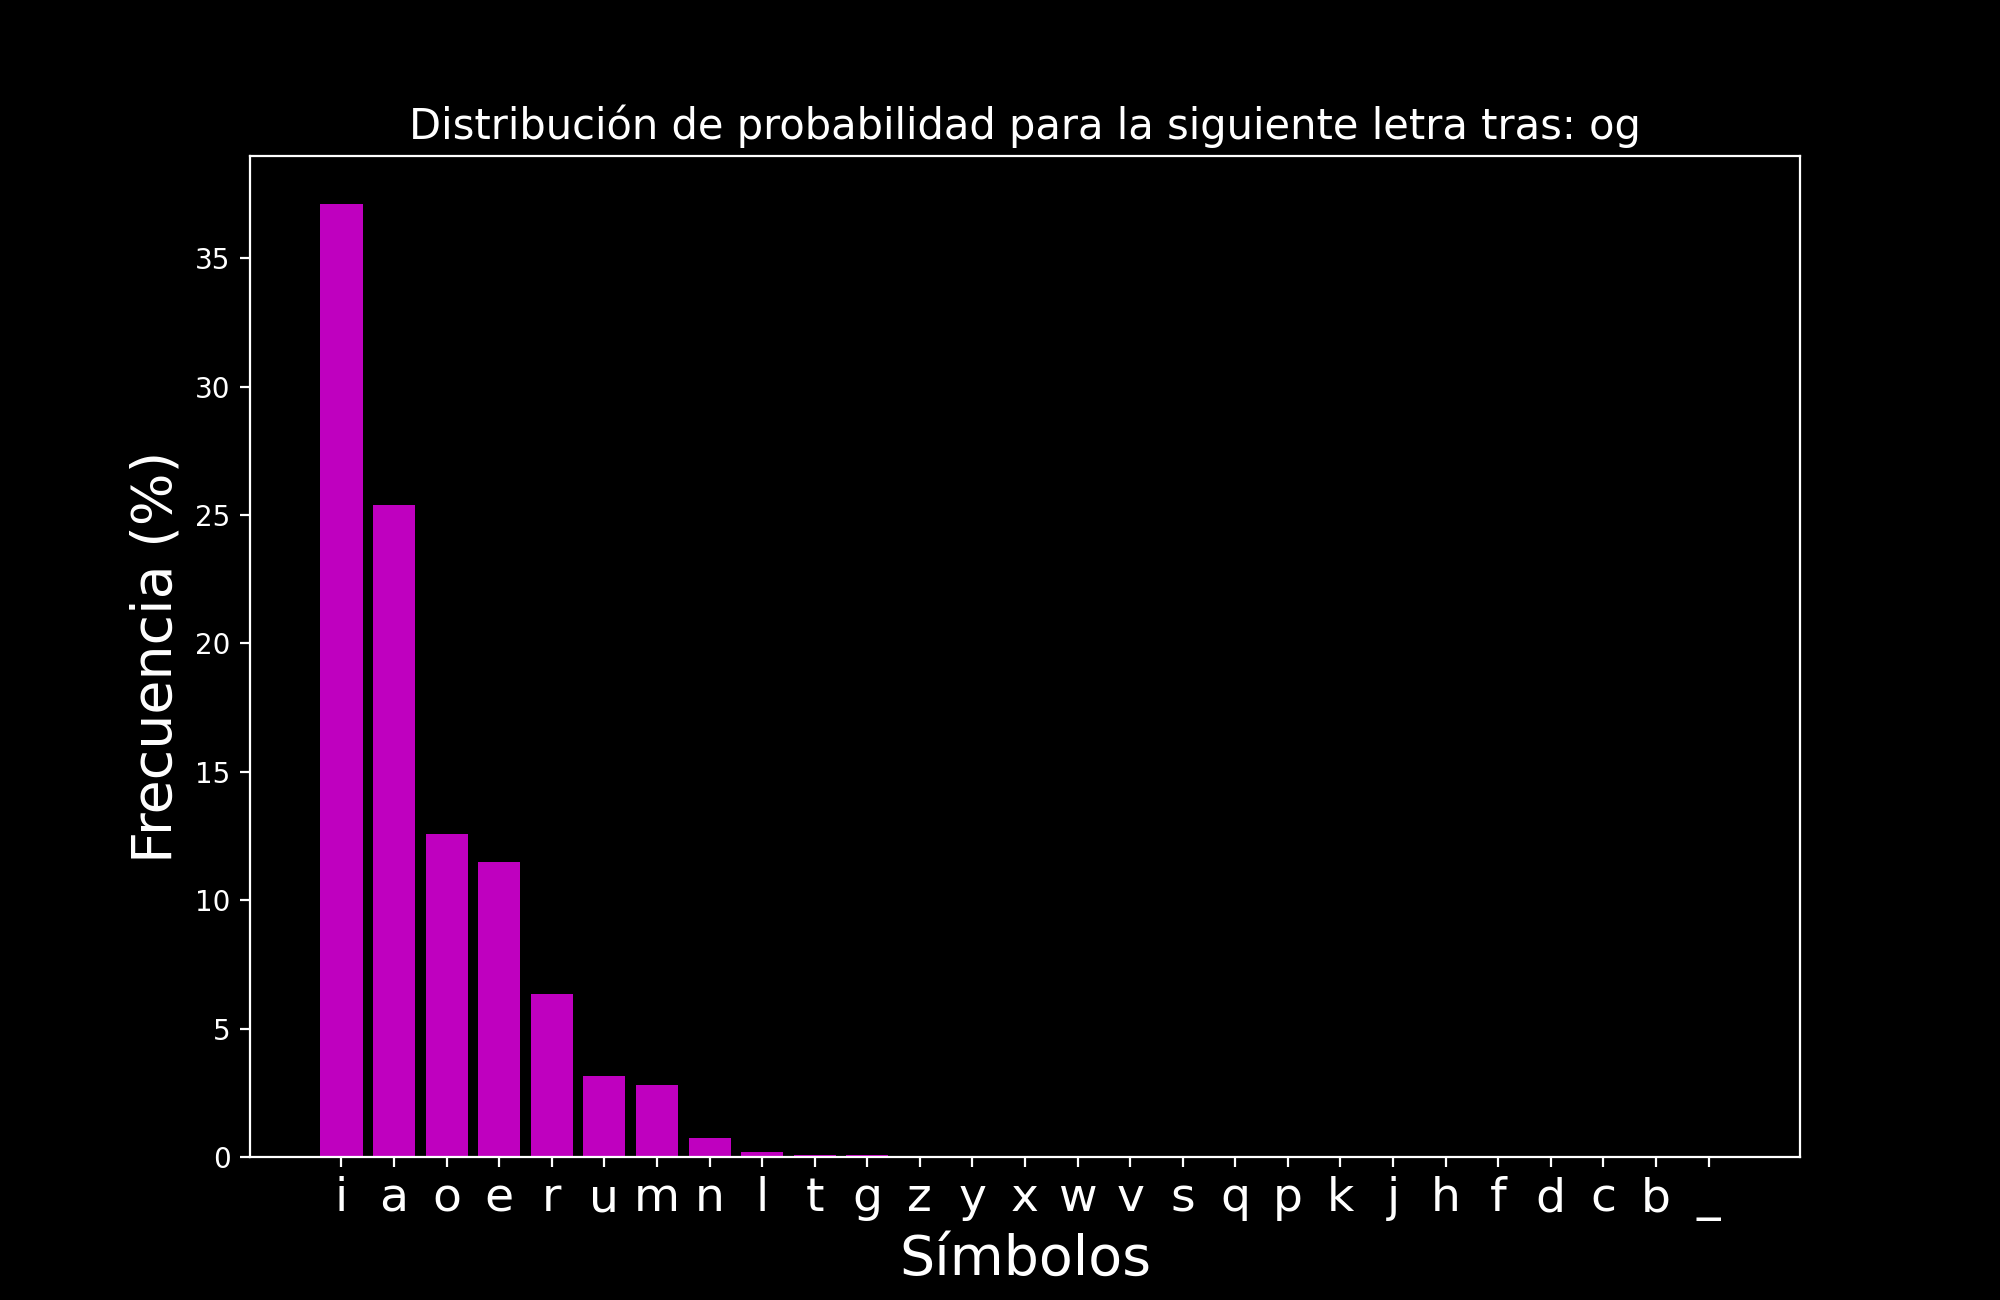 Distribución de probabilidad para la siguiente letra tras: og
35
30
25
20
15
10
5
0
Frecuencia (%)
i a o e r u m n l t g z y x w v s q p k j h f d c b _
Símbolos